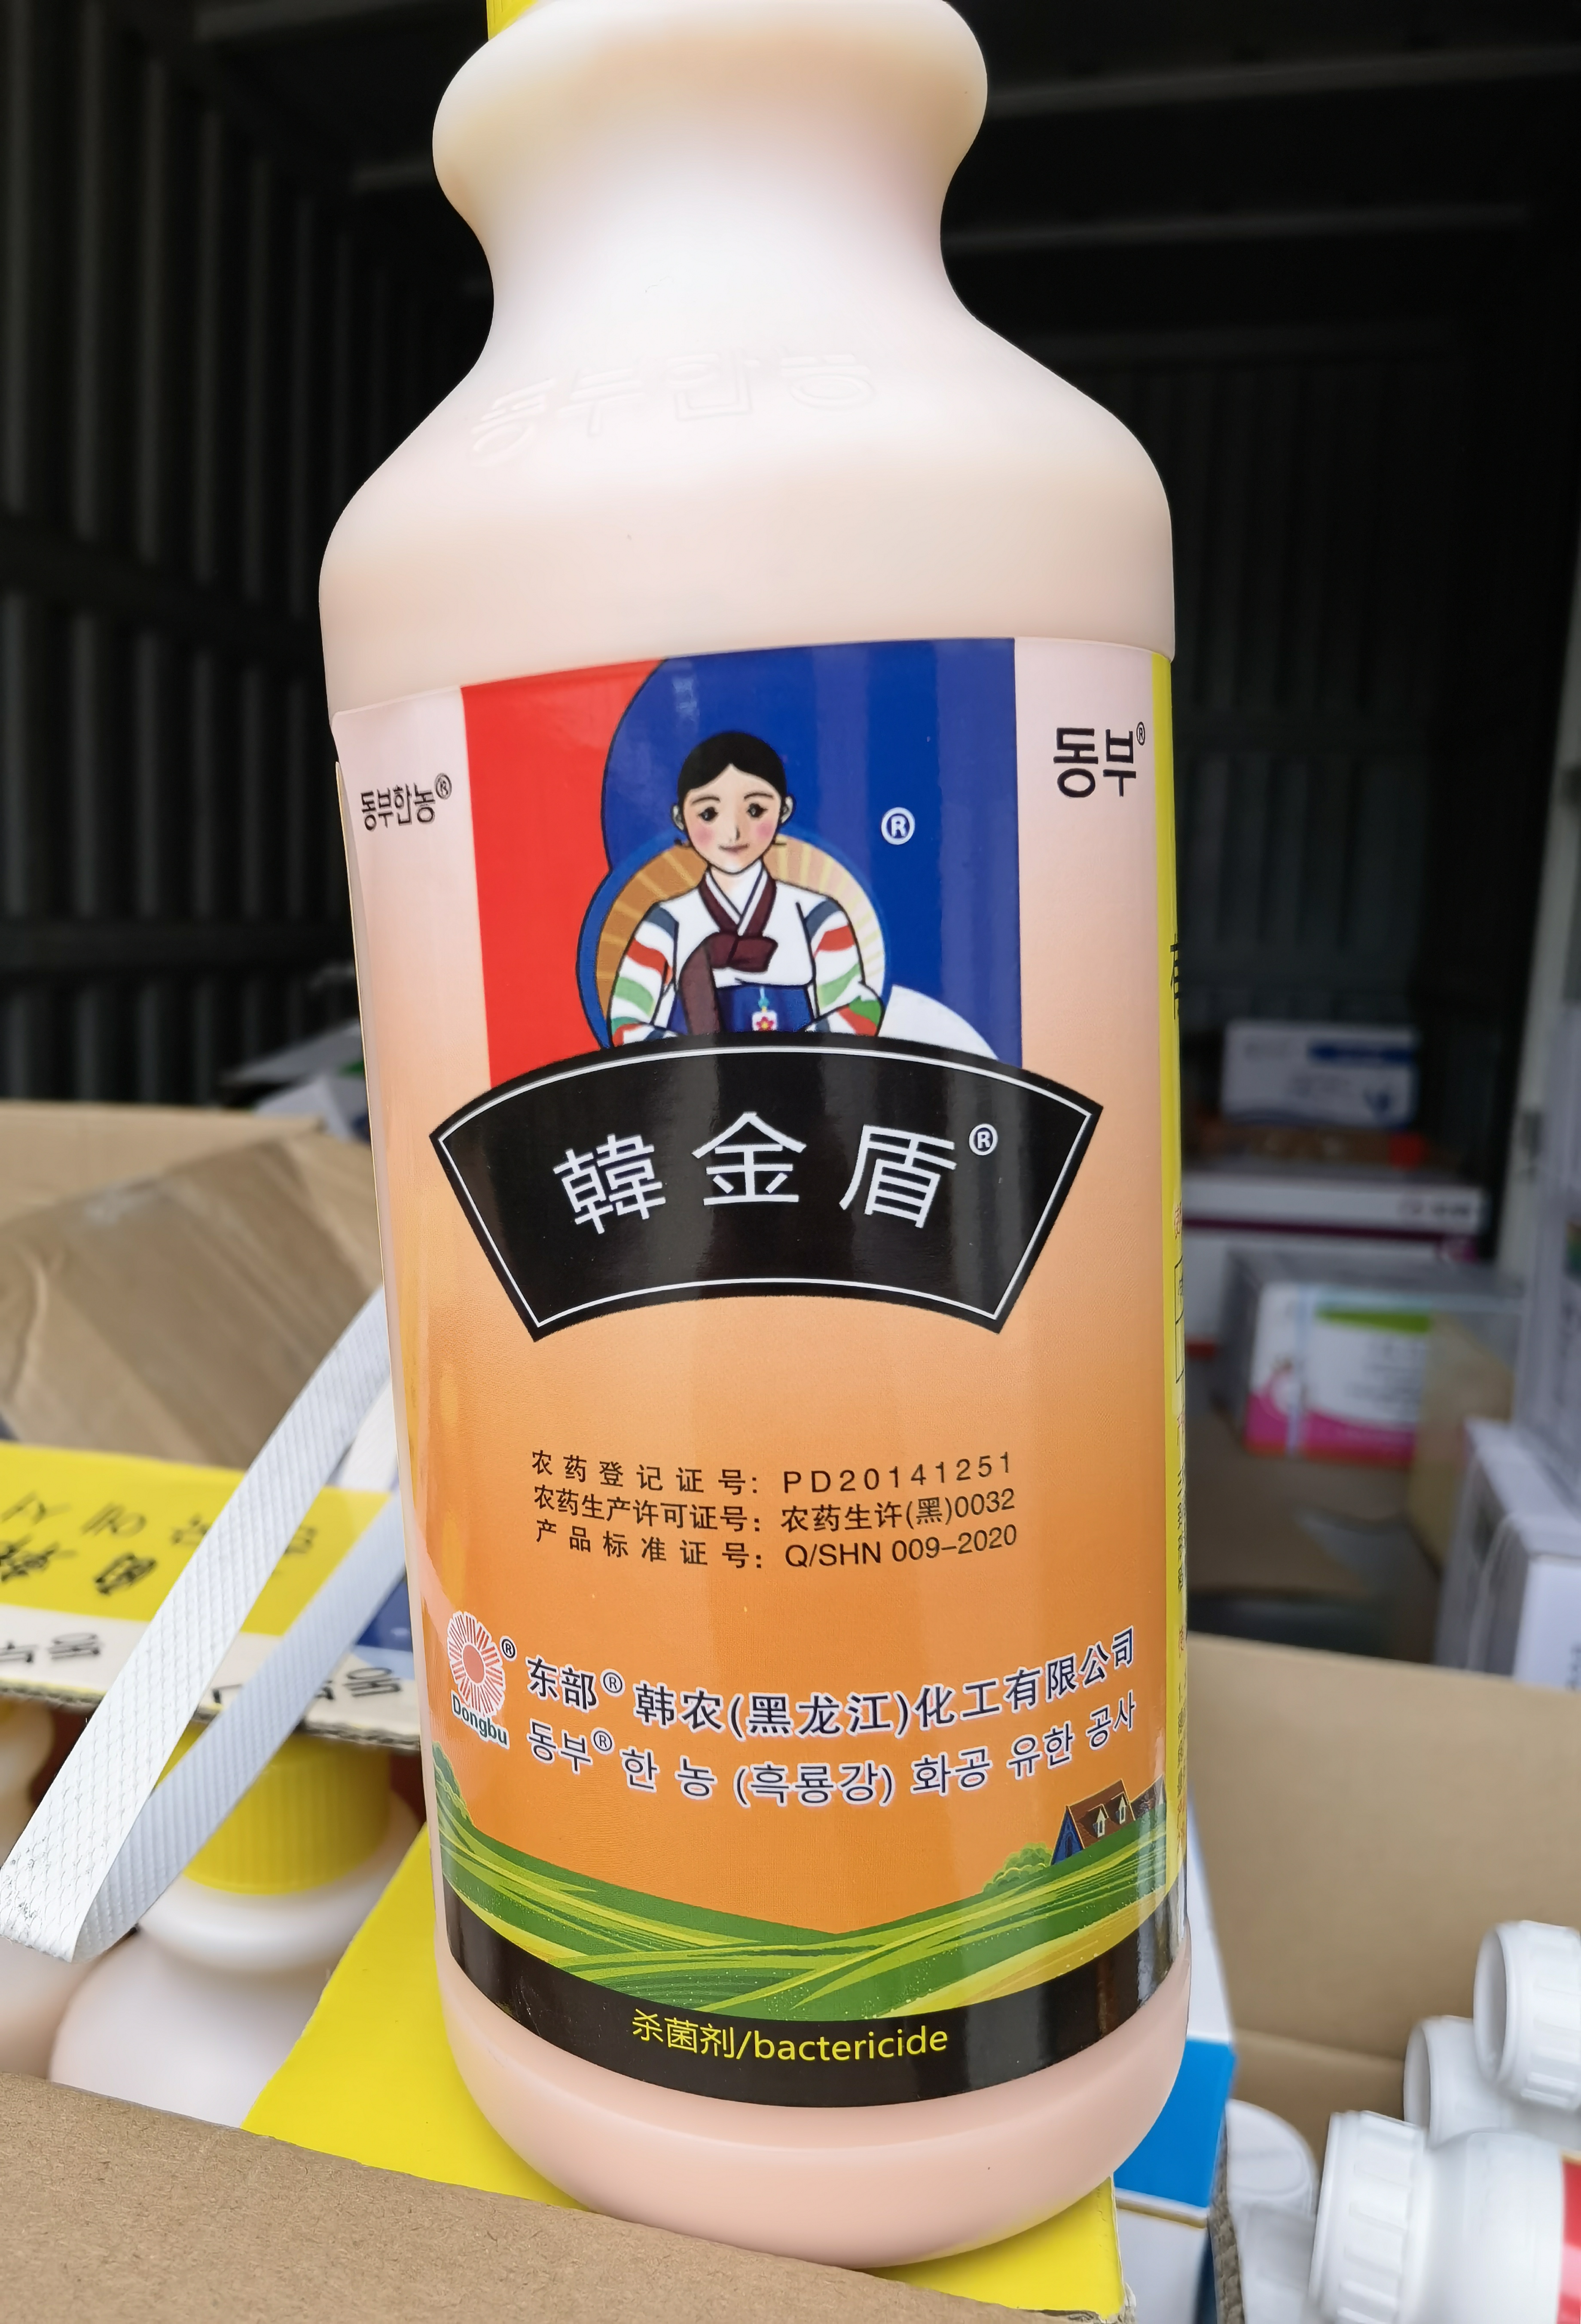 동부한농
동부한농®
동부®
®
韓金盾®
农药登记证号：PD20141251
农药生产许可证号：农药生许(黑)0032
产品标准证号：Q/SHN 009-2020
®
Dongbu
东部®韩农(黑龙江)化工有限公司
동부®한농(흑룡강)화공 유한 공사
杀菌剂/bactericide